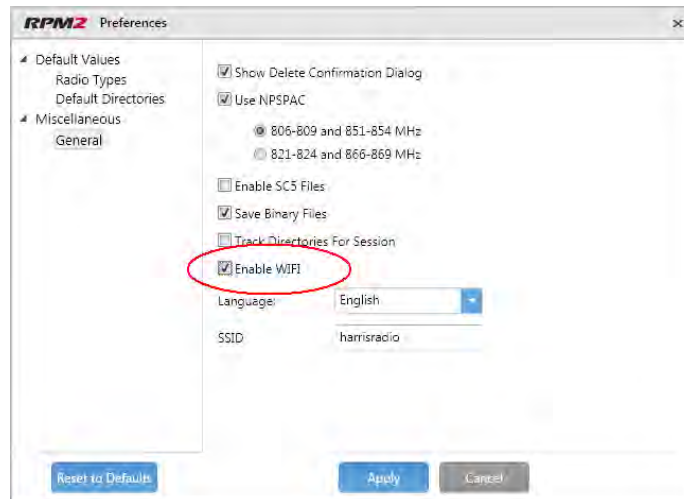 RPM2 Preferences
Default Values
Radio Types
Default Directories
Miscellaneous
General
Show Delete Confirmation Dialog
Use NPSPAC
806-809 and 851-854 MHz
821-824 and 866-869 MHz
Enable SC5 Files
Save Binary Files
Track Directories For Session
Enable WIFI
Language: English
SSID harrisradio
Reset to Defaults Apply Cancel